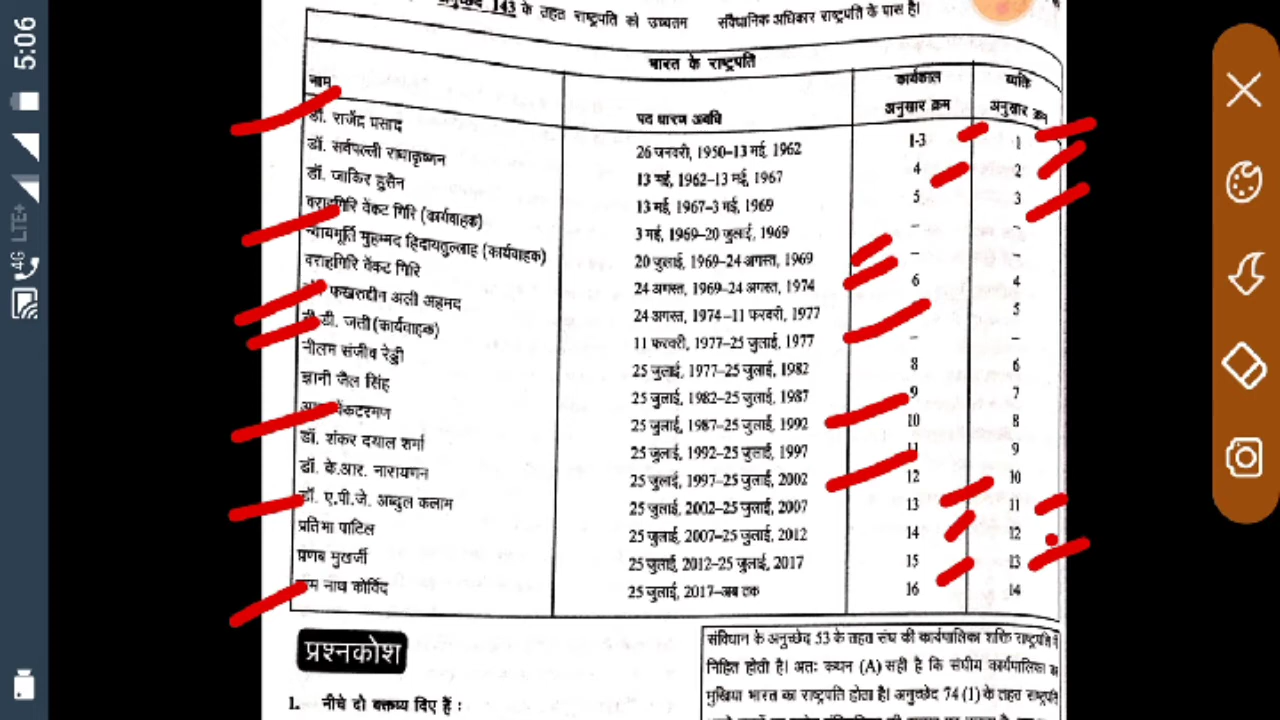 5:06
4G LTE+
अनुच्छेद 143 के तहत राष्ट्रपति को उच्चतम
संवैधानिक अधिकार राष्ट्रपति के पास है।
भारत के राष्ट्रपति
नाम पद धारण अवधि कार्यकाल अनुसार क्रम व्यक्ति अनुसार क्रम
डॉ. राजेंद्र प्रसाद 26 जनवरी, 1950–13 मई, 1962 1-3 1
डॉ. सर्वपल्ली राधाकृष्णन 13 मई, 1962–13 मई, 1967 4 2
डॉ. जाकिर हुसैन 13 मई, 1967–3 मई, 1969 5 3
वराहगिरि वेंकट गिरि (कार्यवाहक) 3 मई, 1969–20 जुलाई, 1969 – –
न्यायमूर्ति मुहम्मद हिदायतुल्लाह (कार्यवाहक) 20 जुलाई, 1969–24 अगस्त, 1969 – –
वराहगिरि वेंकट गिरि 24 अगस्त, 1969–24 अगस्त, 1974 6 4
फखरुद्दीन अली अहमद 24 अगस्त, 1974–11 फरवरी, 1977 5
बी.डी. जत्ती (कार्यवाहक) 11 फरवरी, 1977–25 जुलाई, 1977 – –
नीलम संजीव रेड्डी 25 जुलाई, 1977–25 जुलाई, 1982 8 6
ज्ञानी जैल सिंह 25 जुलाई, 1982–25 जुलाई, 1987 9 7
वेंकटरमण 25 जुलाई, 1987–25 जुलाई, 1992 10 8
डॉ. शंकर दयाल शर्मा 25 जुलाई, 1992–25 जुलाई, 1997 11 9
डॉ. के.आर. नारायणन 25 जुलाई, 1997–25 जुलाई, 2002 12 10
डॉ. ए.पी.जे. अब्दुल कलाम 25 जुलाई, 2002–25 जुलाई, 2007 13 11
प्रतिभा पाटिल 25 जुलाई, 2007–25 जुलाई, 2012 14 12
प्रणब मुखर्जी 25 जुलाई, 2012–25 जुलाई, 2017 15 13
राम नाथ कोविंद 25 जुलाई, 2017–अब तक 16 14
प्रश्नकोश
1. नीचे दो वक्तव्य दिए हैं :
संविधान के अनुच्छेद 53 के तहत संघ की कार्यपालिका शक्ति राष्ट्रपति में
निहित होती है। अतः कथन (A) सही है कि संघीय कार्यपालिका का
मुखिया भारत का राष्ट्रपति होता है। अनुच्छेद 74 (1) के तहत राष्ट्रपति